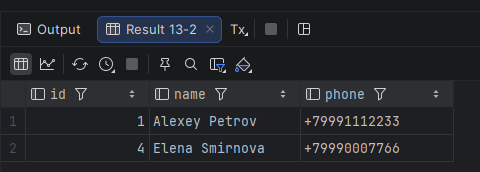 Output Result 13-2 Tx
id name phone
1 1 Alexey Petrov +79991112233
2 4 Elena Smirnova +79990007766